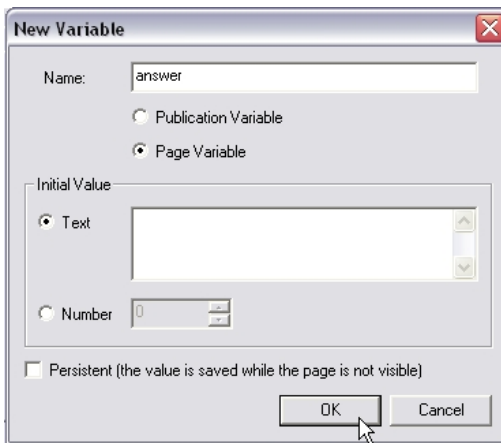 New Variable
Name: answer
Publication Variable
Page Variable
Initial Value
Text
Number 0
Persistent (the value is saved while the page is not visible)
OK Cancel